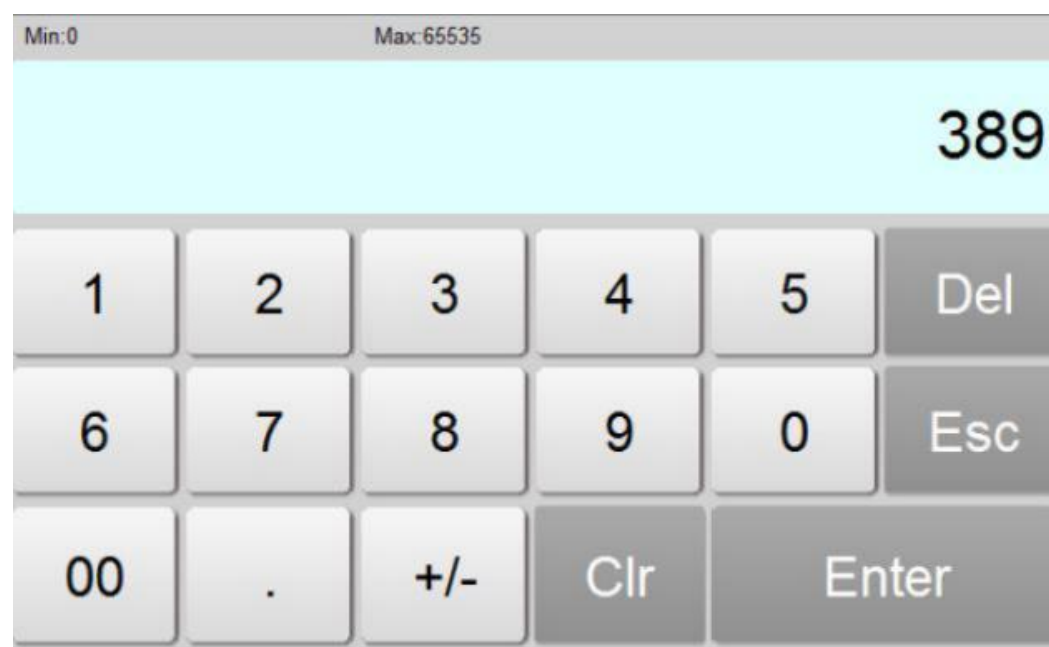 Min:0 Max:65535
389
1 2 3 4 5 Del
6 7 8 9 0 Esc
00 . +/- Clr Enter